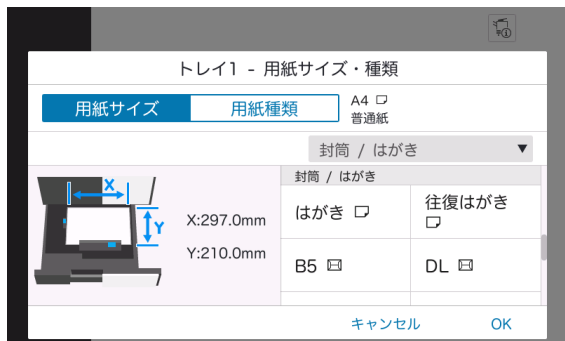 トレイ1 - 用紙サイズ・種類
用紙サイズ
用紙種類
A4
普通紙
封筒 / はがき
封筒 / はがき
X
Y
X:297.0mm
Y:210.0mm
はがき
往復はがき
B5
DL
キャンセル
OK